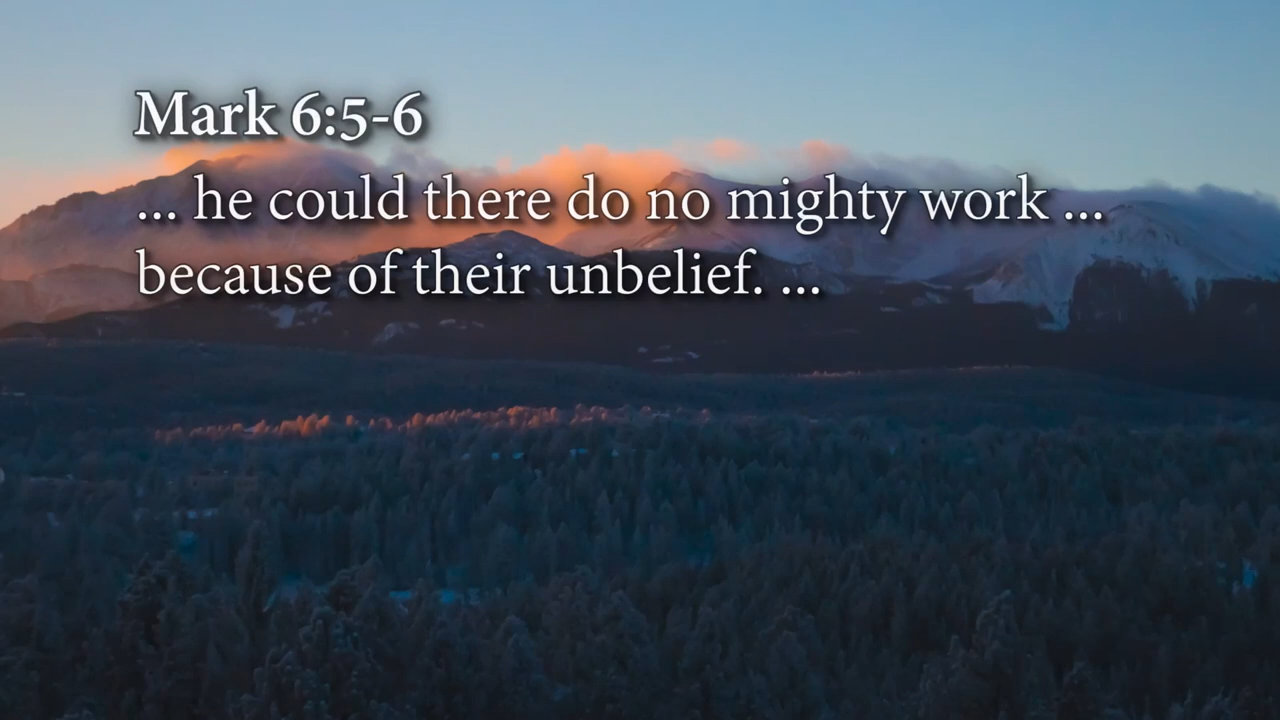 Mark 6:5-6
... he could there do no mighty work ...
because of their unbelief. ...